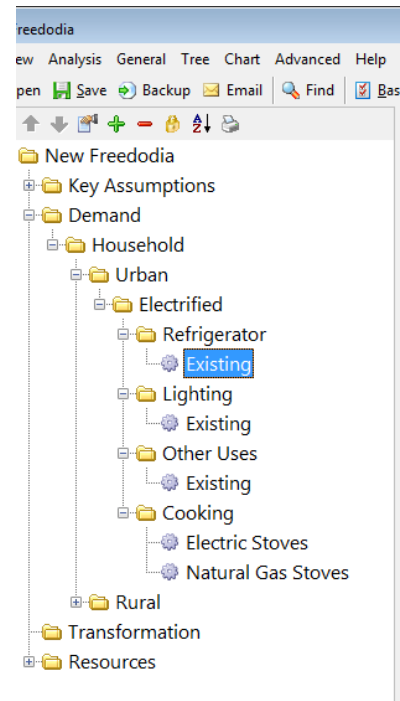 reedodia
ew Analysis General Tree Chart Advanced Help
pen Save Backup Email Find Bas
New Freedodia
Key Assumptions
Demand
Household
Urban
Electrified
Refrigerator
Existing
Lighting
Existing
Other Uses
Existing
Cooking
Electric Stoves
Natural Gas Stoves
Rural
Transformation
Resources